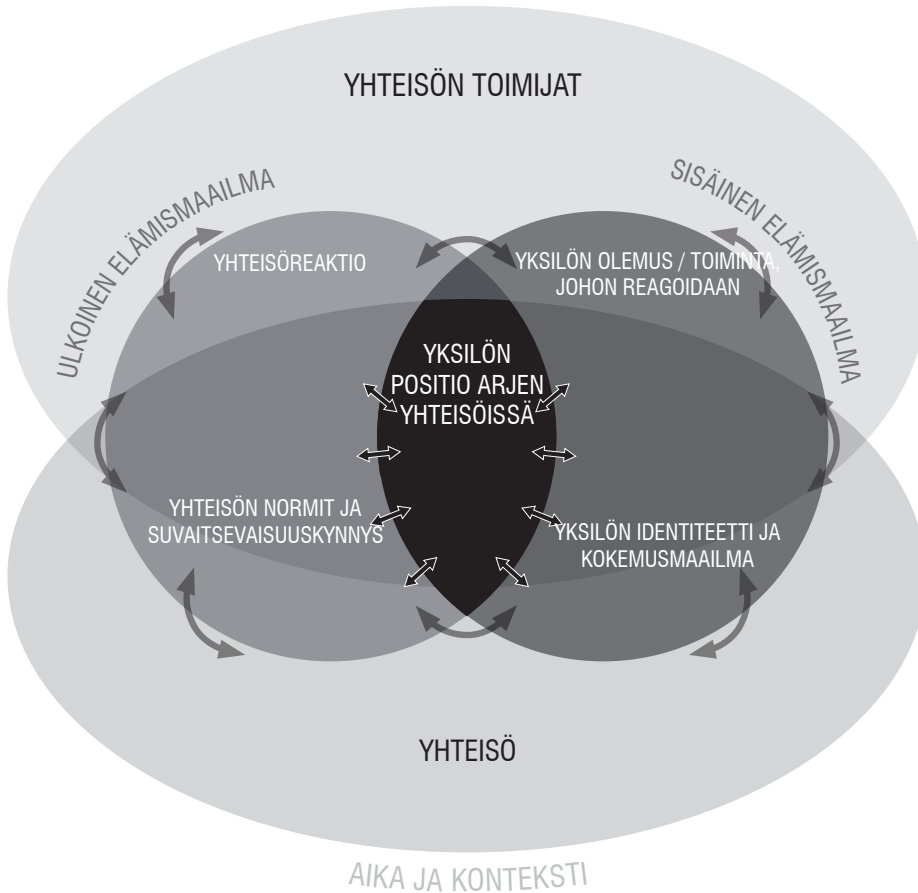 YHTEISÖN TOIMIJAT
ULKOINEN ELÄMISMAAILMA
SISÄINEN ELÄMISMAAILMA
YHTEISÖREAKTIO
YKSILÖN OLEMUS / TOIMINTA,
JOHON REAGOIDAAN
YKSILÖN
POSITIO ARJEN
YHTEISÖISSÄ
YHTEISÖN NORMIT JA
SUVAITSEVAISUUSKYNNYS
YKSILÖN IDENTITEETTI JA
KOKEMUSMAAILMA
YHTEISÖ
AIKA JA KONTEKSTI